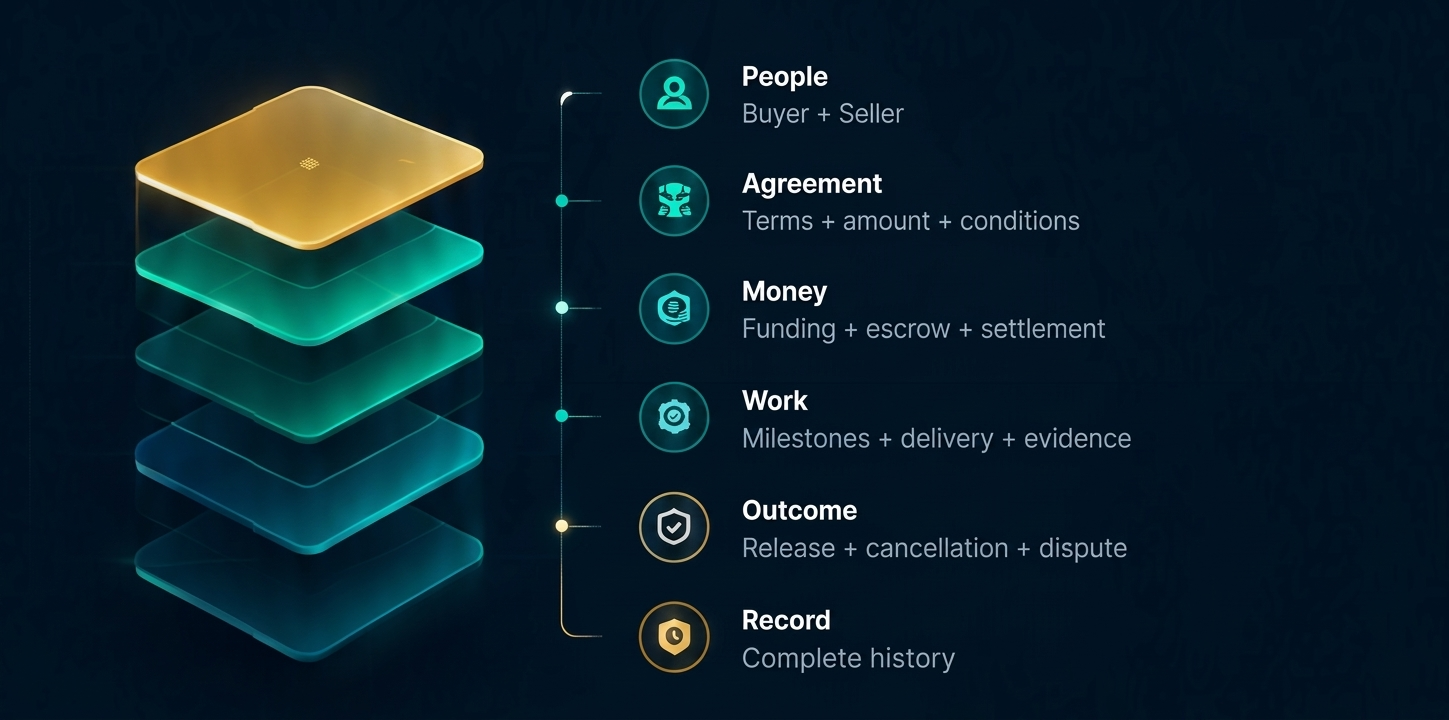 People
Buyer + Seller
Agreement
Terms + amount + conditions
Money
Funding + escrow + settlement
Work
Milestones + delivery + evidence
Outcome
Release + cancellation + dispute
Record
Complete history